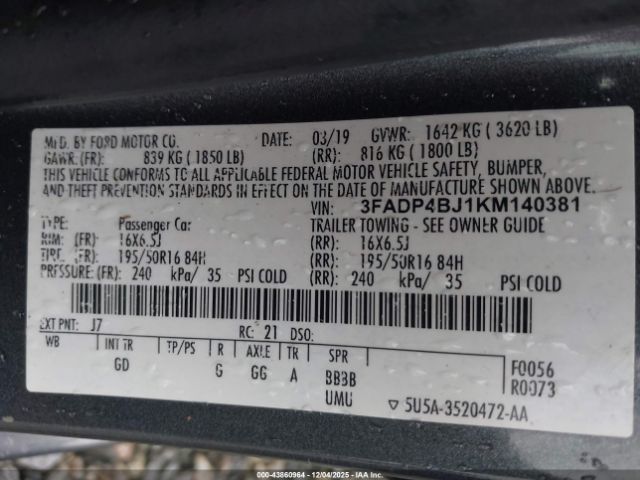 MFD. BY FORD MOTOR CO. DATE: 03/19 GVWR: 1642 KG ( 3620 LB)
GAWR: (FR): 839 KG ( 1850 LB) (RR): 816 KG ( 1800 LB)
THIS VEHICLE CONFORMS TO ALL APPLICABLE FEDERAL MOTOR VEHICLE SAFETY, BUMPER,
AND THEFT PREVENTION STANDARDS IN EFFECT ON THE DATE OF MANUFACTURE SHOWN ABOVE.
VIN: 3FADP4BJ1KM140381
TYPE: Passenger Car TRAILER TOWING - SEE OWNER GUIDE
RIM: (FR) 16X6.5J (RR): 16X6.5J
TIRE: (FR) 195/50R16 84H (RR): 195/50R16 84H
PRESSURE: (FR) 240 kPa/ 35 PSI COLD (RR): 240 kPa/ 35 PSI COLD
EXT PNT: J7 RC: 21 DSO:
WB INT TR TP/PS R AXLE TR SPR F0056
GD G GG A BBBB R0073
UMU ▽ 5U5A-3520472-AA
000-43860964 | 12/04/2025 - IAA